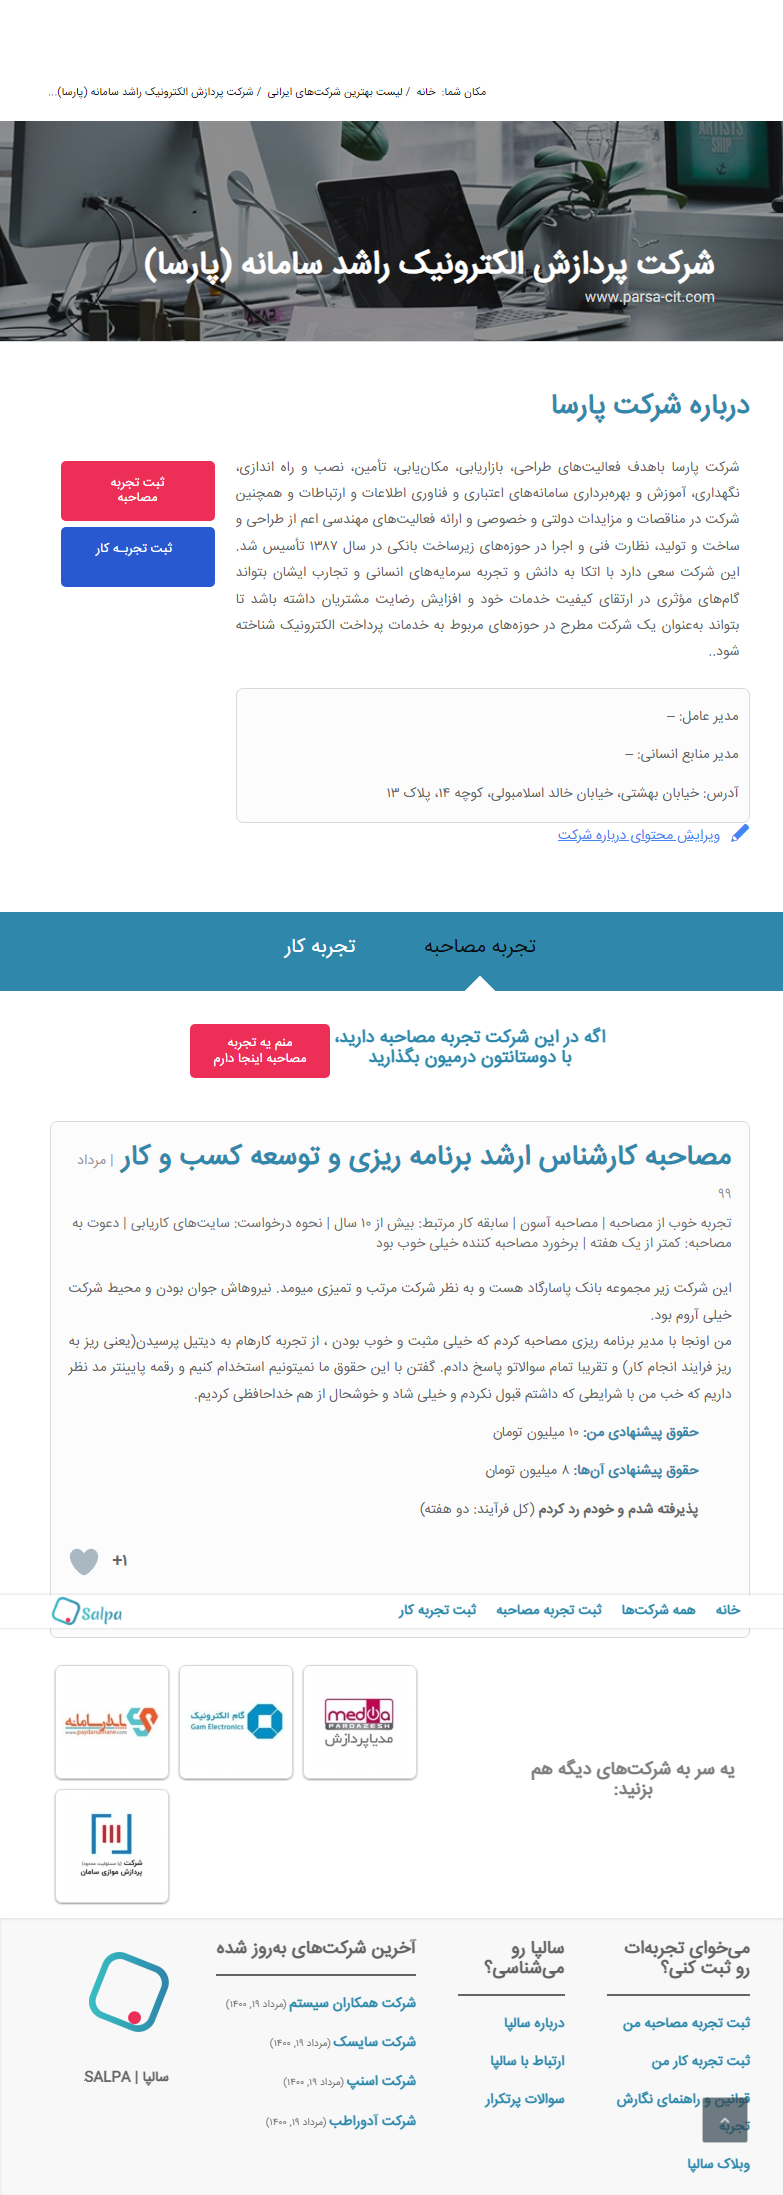 مکان شما: خانه / لیست بهترین شرکت‌های ایرانی / شرکت پردازش الکترونیک راشد سامانه (پارسا)...
ARTISTS
SHIP
شرکت پردازش الکترونیک راشد سامانه (پارسا)
www.parsa-cit.com
درباره شرکت پارسا
شرکت پارسا باهدف فعالیت‌های طراحی، بازاریابی، مکان‌یابی، تأمین، نصب و راه اندازی،
نگهداری، آموزش و بهره‌برداری سامانه‌های اعتباری و فناوری اطلاعات و ارتباطات و همچنین
شرکت در مناقصات و مزایدات دولتی و خصوصی و ارائه فعالیت‌های مهندسی اعم از طراحی و
ساخت و تولید، نظارت فنی و اجرا در حوزه‌های زیرساخت بانکی در سال ۱۳۸۷ تأسیس شد.
این شرکت سعی دارد با اتکا به دانش و تجربه سرمایه‌های انسانی و تجارب ایشان بتواند
گام‌های مؤثری در ارتقای کیفیت خدمات خود و افزایش رضایت مشتریان داشته باشد تا
بتواند به‌عنوان یک شرکت مطرح در حوزه‌های مربوط به خدمات پرداخت الکترونیک شناخته
شود..
ثبت تجربه
مصاحبه
ثبت تجربـه کار
مدیر عامل: –
مدیر منابع انسانی: –
آدرس: خیابان بهشتی، خیابان خالد اسلامبولی، کوچه ۱۴، پلاک ۱۳
ویرایش محتوای درباره شرکت
تجربه مصاحبه
تجربه کار
اگه در این شرکت تجربه مصاحبه دارید،
با دوستانتون درمیون بگذارید
منم یه تجربه
مصاحبه اینجا دارم
مصاحبه کارشناس ارشد برنامه ریزی و توسعه کسب و کار | مرداد
۹۹
تجربه خوب از مصاحبه | مصاحبه آسون | سابقه کار مرتبط: بیش از ۱۰ سال | نحوه درخواست: سایت‌های کاریابی | دعوت به
مصاحبه: کمتر از یک هفته | برخورد مصاحبه کننده خیلی خوب بود
این شرکت زیر مجموعه بانک پاسارگاد هست و به نظر شرکت مرتب و تمیزی میومد. نیروهاش جوان بودن و محیط شرکت
خیلی آروم بود.
من اونجا با مدیر برنامه ریزی مصاحبه کردم که خیلی مثبت و خوب بودن ، از تجربه کارهام به دیتیل پرسیدن(یعنی ریز به
ریز فرایند انجام کار) و تقریبا تمام سوالاتو پاسخ دادم. گفتن با این حقوق ما نمیتونیم استخدام کنیم و رقمه پایینتر مد نظر
داریم که خب من با شرایطی که داشتم قبول نکردم و خیلی شاد و خوشحال از هم خداحافظی کردیم.
حقوق پیشنهادی من: ۱۰ میلیون تومان
حقوق پیشنهادی آن‌ها: ۸ میلیون تومان
پذیرفته شدم و خودم رد کردم (کل فرآیند: دو هفته)
+۱
خانه
همه شرکت‌ها
ثبت تجربه مصاحبه
ثبت تجربه کار
Salpa
یه سر به شرکت‌های دیگه هم
بزنید:
media
PARDAZESH
مدیاپردازش
گام الکترونیک
Gam Electronics
پایدار سامانه
شرکت (با مسئولیت محدود)
پردازش موازی سامان
می‌خوای تجربه‌ات
رو ثبت کنی؟
ثبت تجربه مصاحبه من
ثبت تجربه کار من
قوانین و راهنمای نگارش
تجربه
وبلاگ سالپا
سالپا رو
می‌شناسی؟
درباره سالپا
ارتباط با سالپا
سوالات پرتکرار
آخرین شرکت‌های به‌روز شده
شرکت همکاران سیستم (مرداد ۱۹, ۱۴۰۰)
شرکت سایسک (مرداد ۱۹, ۱۴۰۰)
شرکت اسنپ (مرداد ۱۹, ۱۴۰۰)
شرکت آدوراطب (مرداد ۱۹, ۱۴۰۰)
سالپا | SALPA